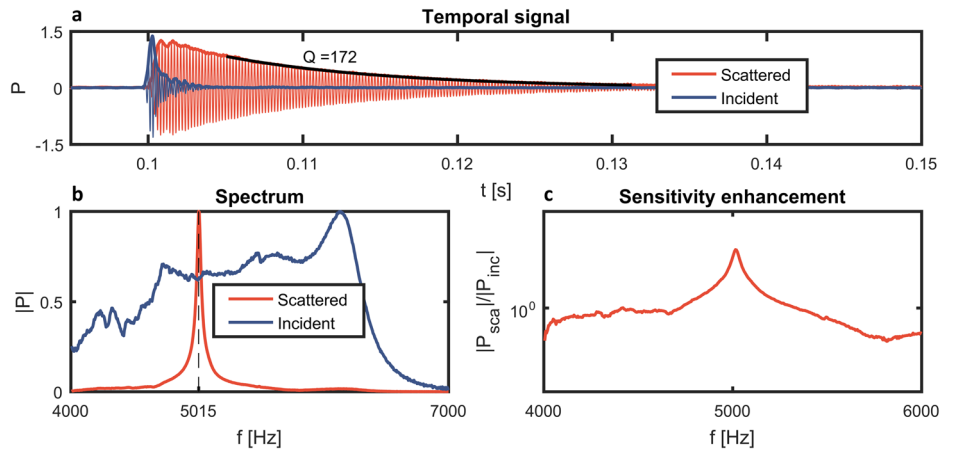 a Temporal signal
1.5
0
-1.5
P
Q =172
Scattered
Incident
0.1 0.11 0.12 0.13 0.14 0.15
t [s]
b Spectrum
1
0.5
0
|P|
Scattered
Incident
4000 5015 7000
f [Hz]
c Sensitivity enhancement
|P_sca|/|P_inc|
10^0
4000 5000 6000
f [Hz]